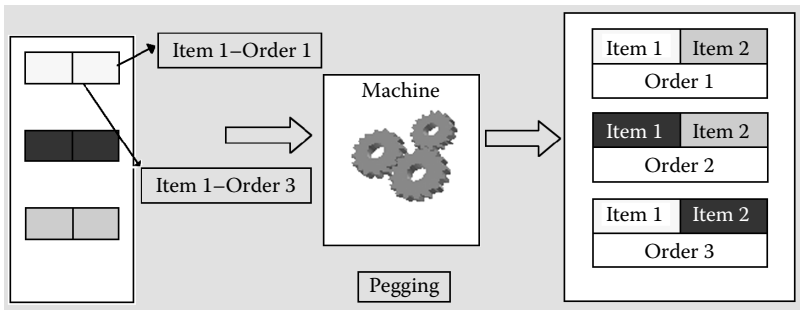 Item 1–Order 1
Item 1–Order 3
Machine
Pegging
Item 1 Item 2
Order 1
Item 1 Item 2
Order 2
Item 1 Item 2
Order 3